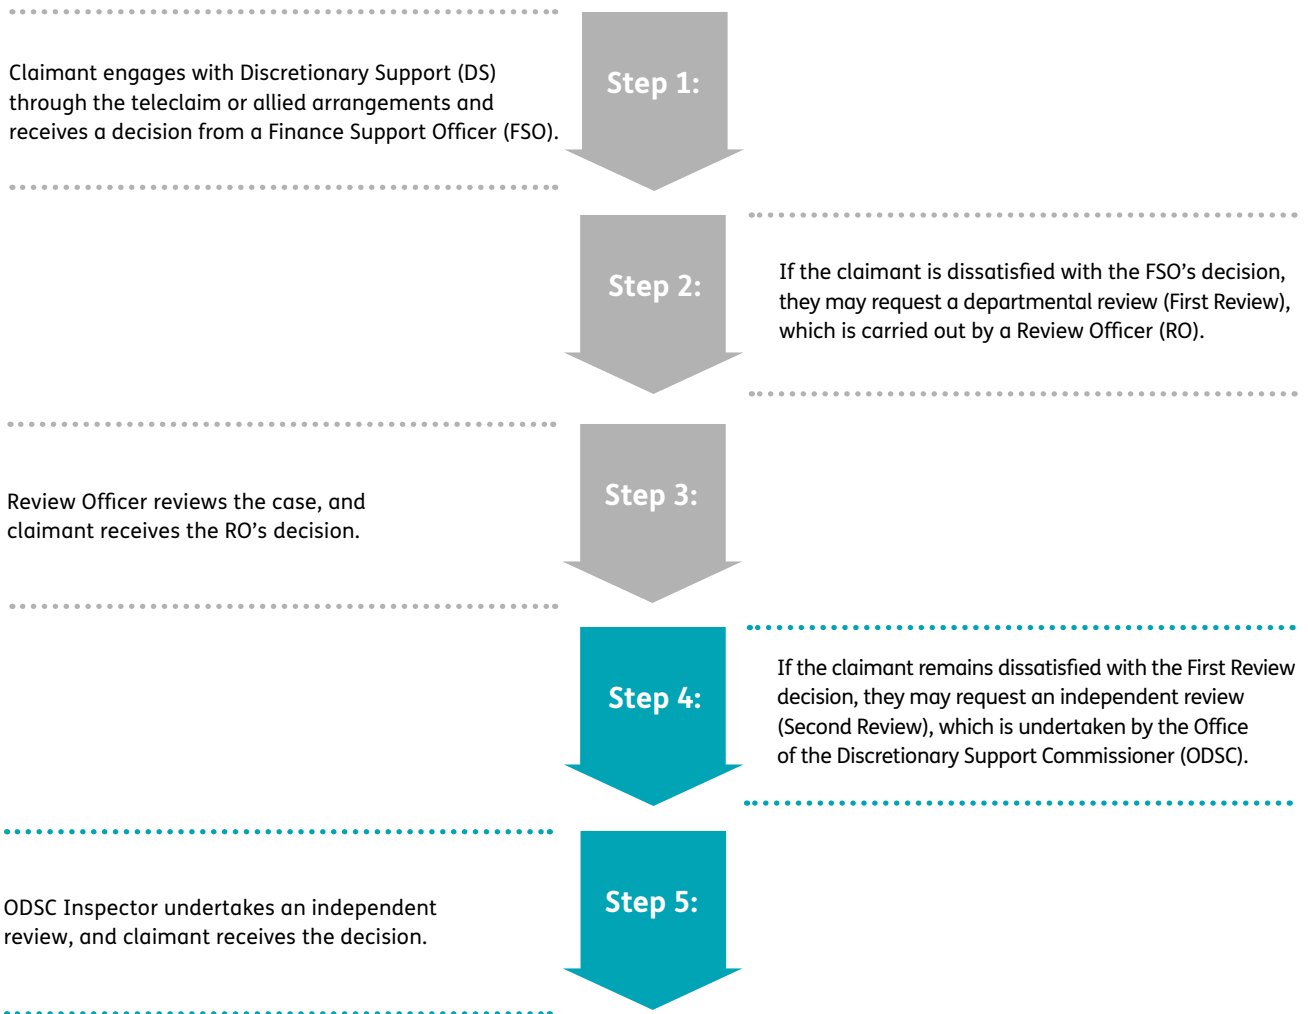 Step 1:
Claimant engages with Discretionary Support (DS)
through the teleclaim or allied arrangements and
receives a decision from a Finance Support Officer (FSO).
Step 2:
If the claimant is dissatisfied with the FSO’s decision,
they may request a departmental review (First Review),
which is carried out by a Review Officer (RO).
Step 3:
Review Officer reviews the case, and
claimant receives the RO’s decision.
Step 4:
If the claimant remains dissatisfied with the First Review
decision, they may request an independent review
(Second Review), which is undertaken by the Office
of the Discretionary Support Commissioner (ODSC).
Step 5:
ODSC Inspector undertakes an independent
review, and claimant receives the decision.